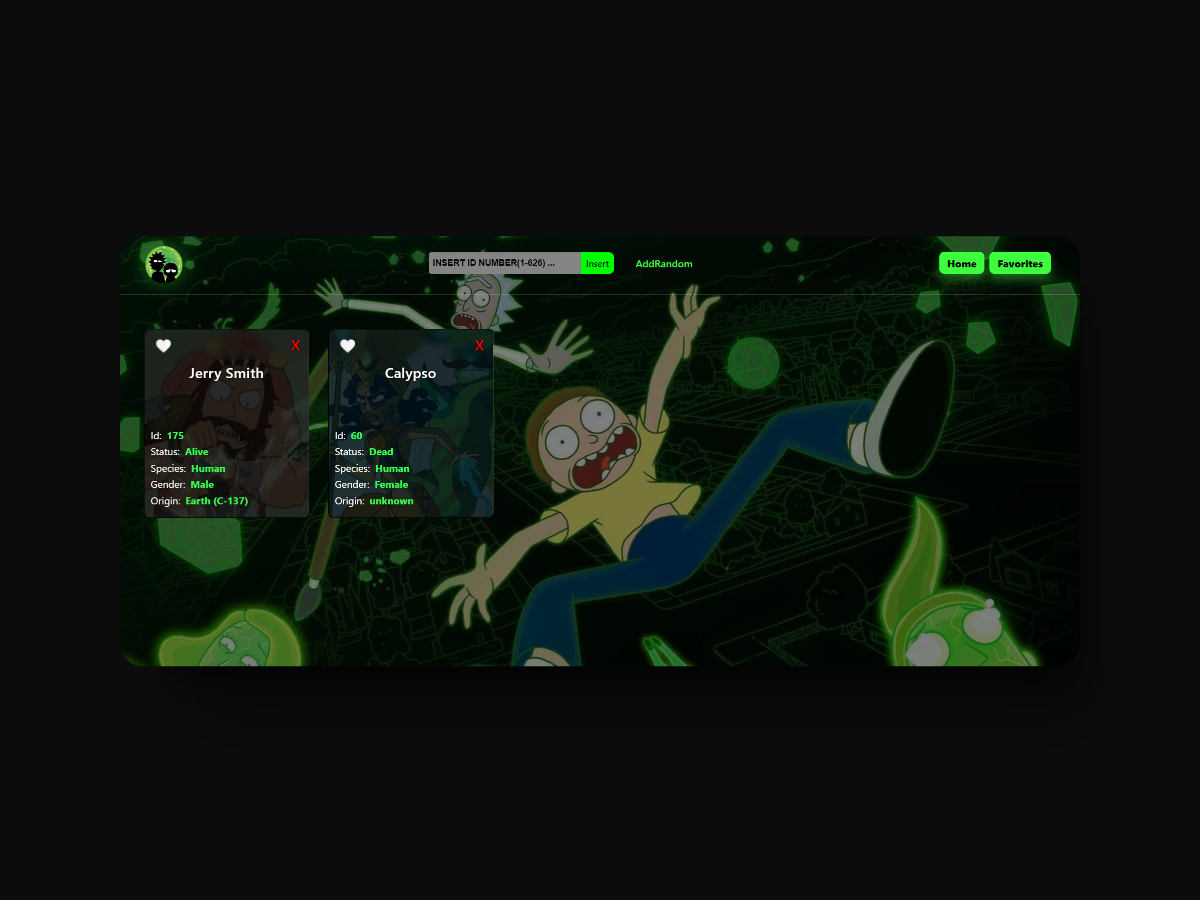 INSERT ID NUMBER(1-626) ... Insert AddRandom Home Favorites
X
Jerry Smith
Id: 175
Status: Alive
Species: Human
Gender: Male
Origin: Earth (C-137)
X
Calypso
Id: 60
Status: Dead
Species: Human
Gender: Female
Origin: unknown